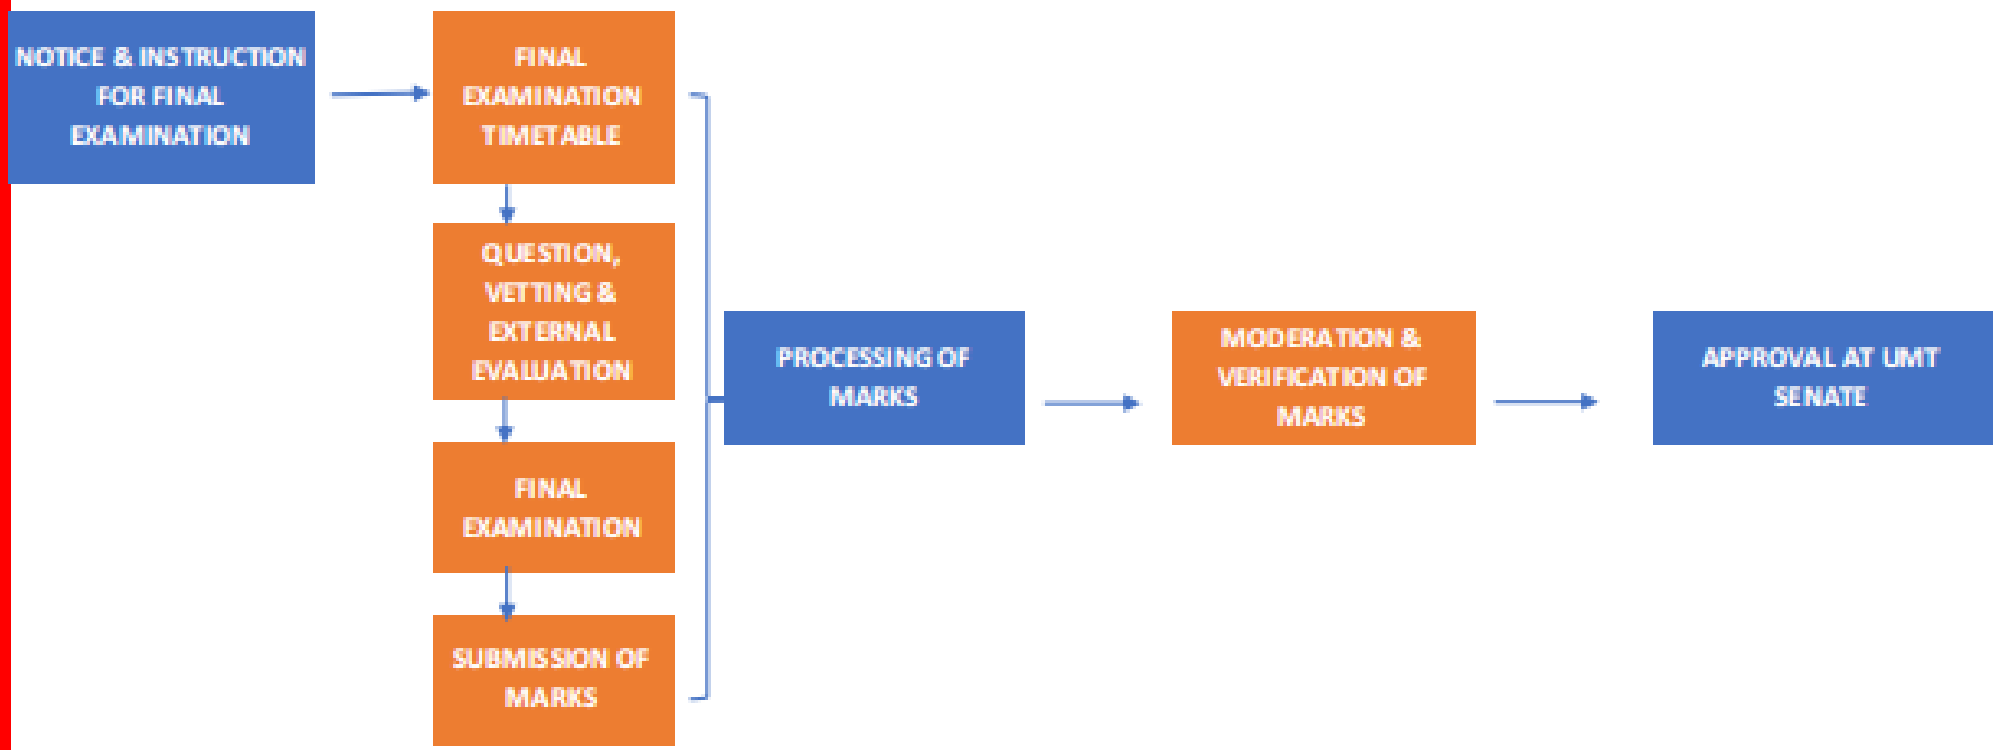 NOTICE & INSTRUCTION
FOR FINAL
EXAMINATION
FINAL
EXAMINATION
TIMETABLE
QUESTION,
VETTING &
EXTERNAL
EVALUATION
FINAL
EXAMINATION
SUBMISSION OF
MARKS
PROCESSING OF
MARKS
MODERATION &
VERIFICATION OF
MARKS
APPROVAL AT UMT
SENATE